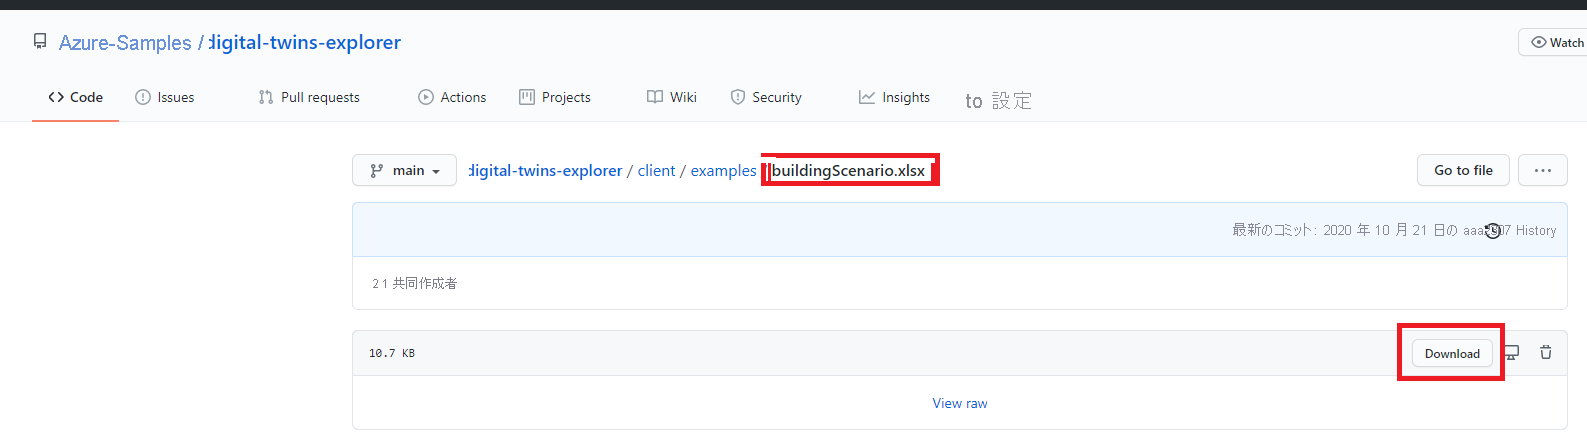 Azure-Samples / digital-twins-explorer
Watch
Code Issues Pull requests Actions Projects Wiki Security Insights to 設定
main digital-twins-explorer / client / examples buildingScenario.xlsx Go to file ...
最新のコミット: 2020 年 10 月 21 日の History
2 1 共同作成者
10.7 KB Download
View raw